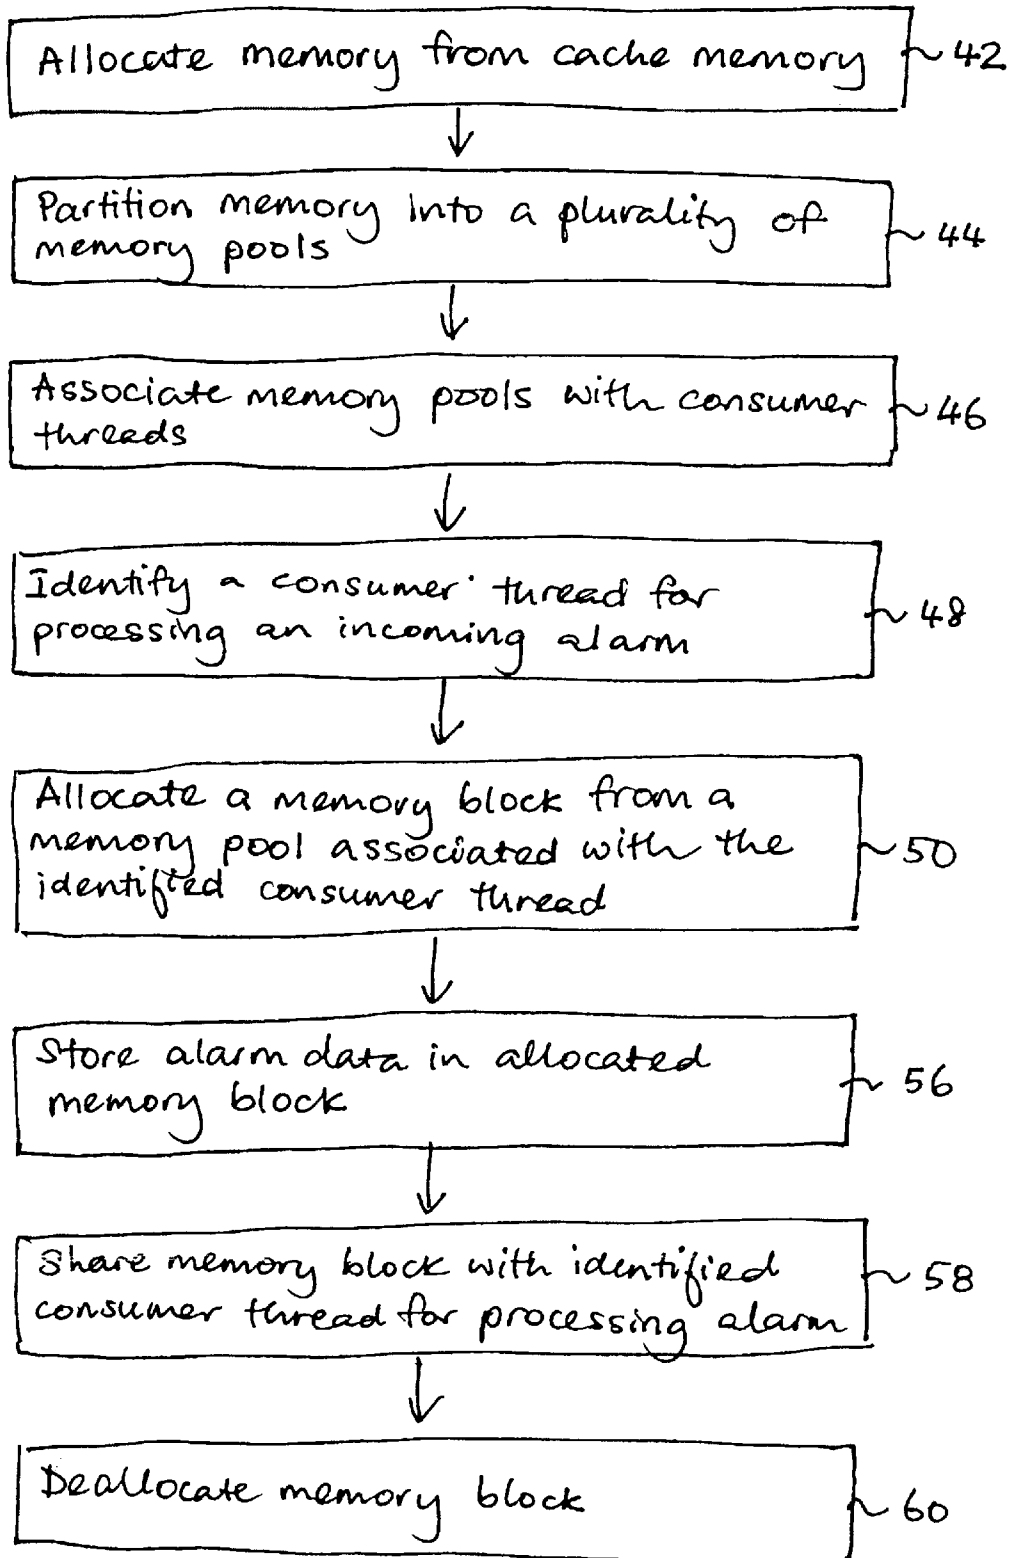 Allocate memory from cache memory
42
Partition memory into a plurality of
memory pools
44
Associate memory pools with consumer
threads
46
Identify a consumer thread for
processing an incoming alarm
48
Allocate a memory block from a
memory pool associated with the
identified consumer thread
50
Store alarm data in allocated
memory block
56
Share memory block with identified
consumer thread for processing alarm
58
Deallocate memory block
60